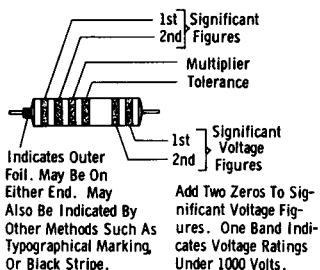 1st Significant
2nd Figures
Multiplier
Tolerance
1st Significant
2nd Voltage
Figures
Indicates Outer
Foil. May Be On
Either End. May
Also Be Indicated By
Other Methods Such As
Typographical Marking,
Or Black Stripe.
Add Two Zeros To Sig-
nificant Voltage Fig-
ures. One Band Indi-
cates Voltage Ratings
Under 1000 Volts.